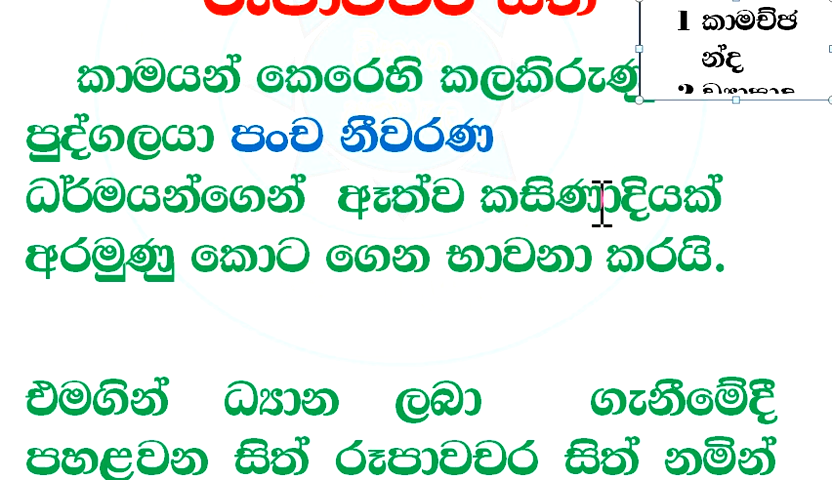 රූපාවචර සිත්
1 කාමච්ඡ
න්ද
කාමයන් කෙරෙහි කලකිරුණු
පුද්ගලයා පංච නීවරණ
ධර්මයන්ගෙන් ඈත්ව කසිණාදියක්
අරමුණු කොට ගෙන භාවනා කරයි.
එමගින් ධ්‍යාන ලබා ගැනීමේදී
පහළවන සිත් රූපාවචර සිත් නමින්